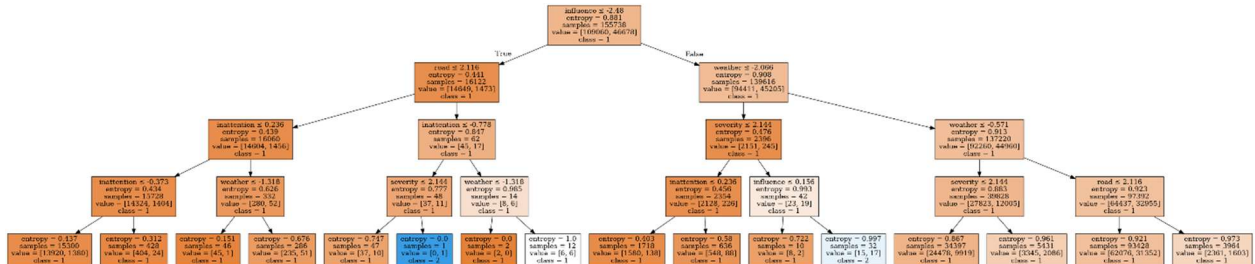 influence ≤ -2.48
entropy = 0.881
samples = 155738
value = [109060, 46678]
class = 1
True
False
road ≤ 2.116
entropy = 0.441
samples = 16122
value = [14649, 1473]
class = 1
weather ≤ -2.066
entropy = 0.908
samples = 139616
value = [94411, 45205]
class = 1
inattention ≤ 0.236
entropy = 0.439
samples = 16060
value = [14604, 1456]
class = 1
inattention ≤ -0.778
entropy = 0.847
samples = 62
value = [45, 17]
class = 1
severity ≤ 2.144
entropy = 0.476
samples = 2396
value = [2151, 245]
class = 1
weather ≤ -0.571
entropy = 0.913
samples = 137220
value = [92260, 44960]
class = 1
inattention ≤ -0.373
entropy = 0.434
samples = 15728
value = [14324, 1404]
class = 1
weather ≤ -1.318
entropy = 0.626
samples = 332
value = [280, 52]
class = 1
severity ≤ 2.144
entropy = 0.777
samples = 48
value = [37, 11]
class = 1
weather ≤ -1.318
entropy = 0.985
samples = 14
value = [8, 6]
class = 1
inattention ≤ 0.236
entropy = 0.456
samples = 2354
value = [2128, 226]
class = 1
influence ≤ 0.156
entropy = 0.993
samples = 42
value = [23, 19]
class = 1
severity ≤ 2.144
entropy = 0.883
samples = 39828
value = [27823, 12005]
class = 1
road ≤ 2.116
entropy = 0.923
samples = 97392
value = [64437, 32955]
class = 1
entropy = 0.437
samples = 15300
value = [13920, 1380]
class = 1
entropy = 0.312
samples = 428
value = [404, 24]
class = 1
entropy = 0.151
samples = 46
value = [45, 1]
class = 1
entropy = 0.676
samples = 286
value = [235, 51]
class = 1
entropy = 0.747
samples = 47
value = [37, 10]
class = 1
entropy = 0.0
samples = 1
value = [0, 1]
class = 2
entropy = 0.0
samples = 2
value = [2, 0]
class = 1
entropy = 1.0
samples = 12
value = [6, 6]
class = 1
entropy = 0.403
samples = 1718
value = [1580, 138]
class = 1
entropy = 0.58
samples = 636
value = [548, 88]
class = 1
entropy = 0.722
samples = 10
value = [8, 2]
class = 1
entropy = 0.997
samples = 32
value = [15, 17]
class = 2
entropy = 0.867
samples = 34397
value = [24478, 9919]
class = 1
entropy = 0.961
samples = 5431
value = [3345, 2086]
class = 1
entropy = 0.921
samples = 93428
value = [62076, 31352]
class = 1
entropy = 0.973
samples = 3964
value = [2361, 1603]
class = 1